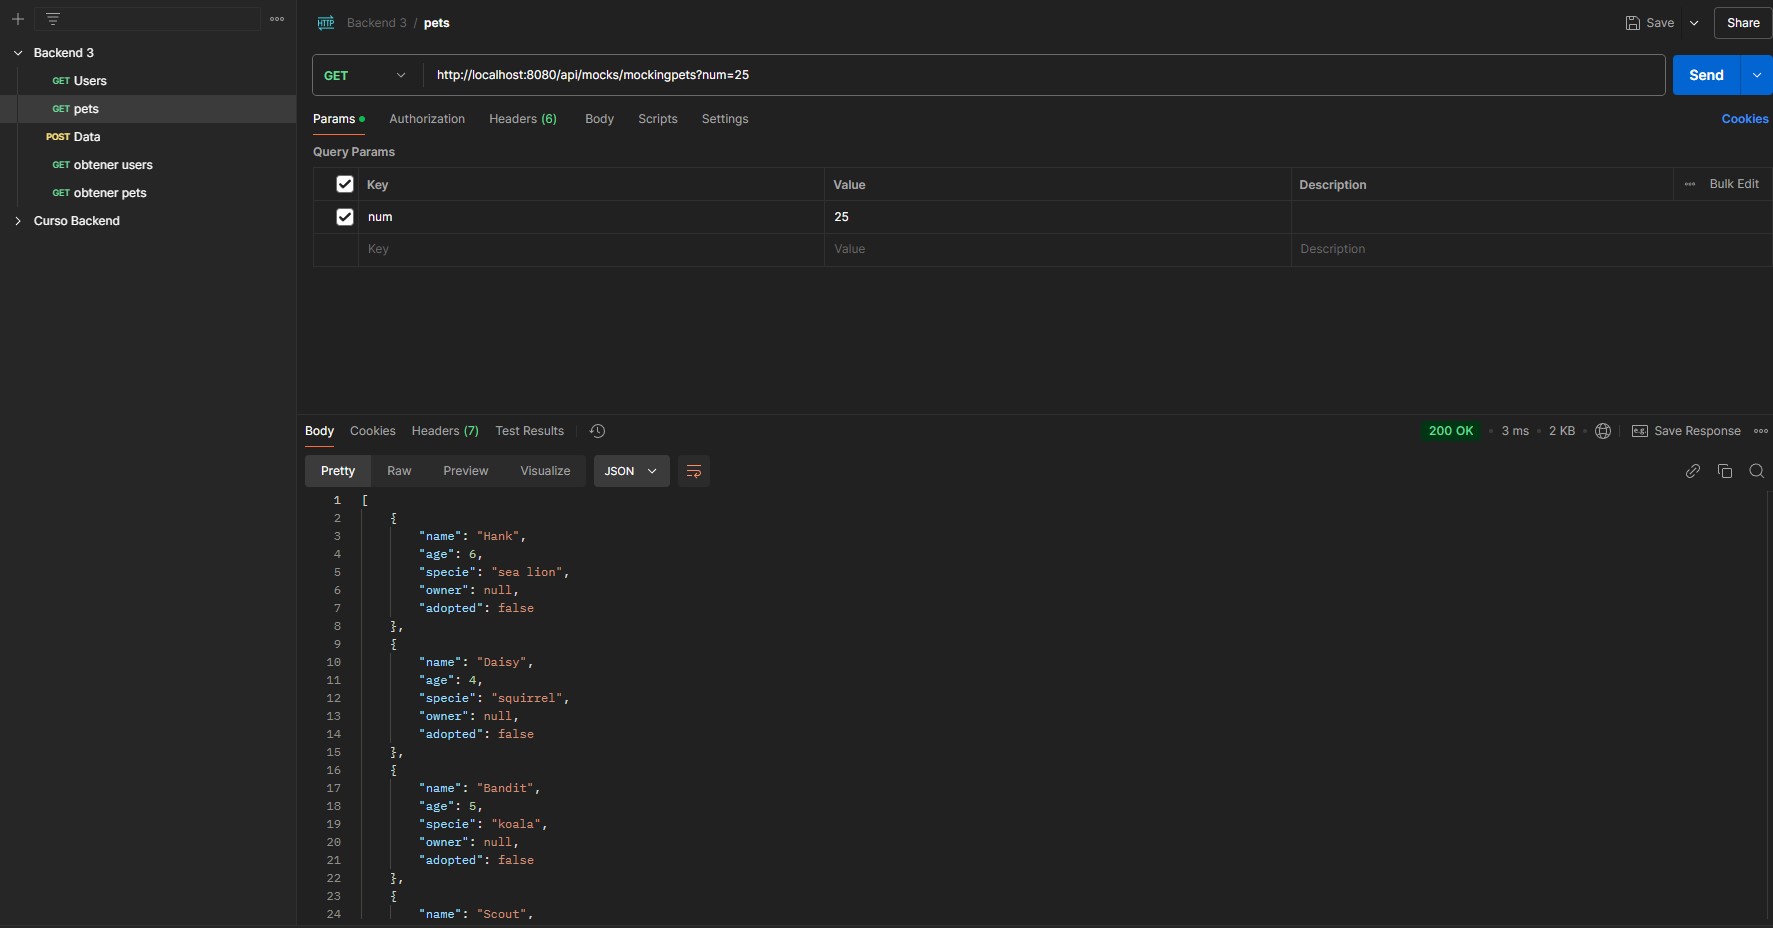 Backend 3 / pets
Save
Share
Backend 3
GET Users
GET pets
POST Data
GET obtener users
GET obtener pets
Curso Backend
HTTP
GET
http://localhost:8080/api/mocks/mockingpets?num=25
Send
Params
Authorization
Headers (6)
Body
Scripts
Settings
Cookies
Query Params
Key Value Description Bulk Edit
num 25
Key Value Description
Body Cookies Headers (7) Test Results
200 OK 3 ms 2 KB e.g. Save Response
Pretty Raw Preview Visualize JSON
1 [
2 {
3 "name": "Hank",
4 "age": 6,
5 "specie": "sea lion",
6 "owner": null,
7 "adopted": false
8 },
9 {
10 "name": "Daisy",
11 "age": 4,
12 "specie": "squirrel",
13 "owner": null,
14 "adopted": false
15 },
16 {
17 "name": "Bandit",
18 "age": 5,
19 "specie": "koala",
20 "owner": null,
21 "adopted": false
22 },
23 {
24 "name": "Scout",